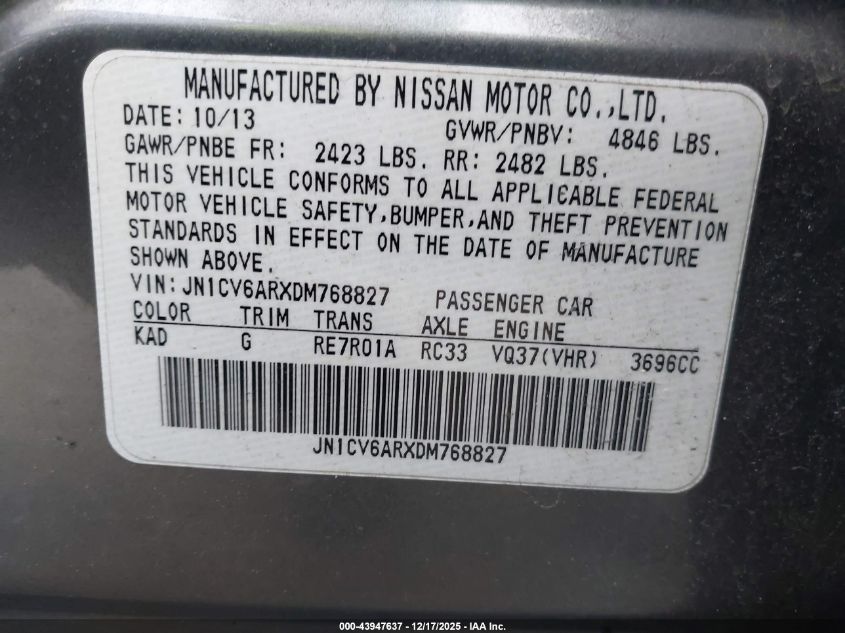 MANUFACTURED BY NISSAN MOTOR CO.,LTD.
DATE: 10/13 GVWR/PNBV: 4846 LBS.
GAWR/PNBE FR: 2423 LBS. RR: 2482 LBS.
THIS VEHICLE CONFORMS TO ALL APPLICABLE FEDERAL
MOTOR VEHICLE SAFETY,BUMPER,AND THEFT PREVENTION
STANDARDS IN EFFECT ON THE DATE OF MANUFACTURE
SHOWN ABOVE.
VIN:JN1CV6ARXDM768827 PASSENGER CAR
COLOR TRIM TRANS AXLE ENGINE
KAD G RE7R01A RC33 VQ37(VHR) 3696CC
JN1CV6ARXDM768827
000-43947637 - 12/17/2025 - IAA Inc.